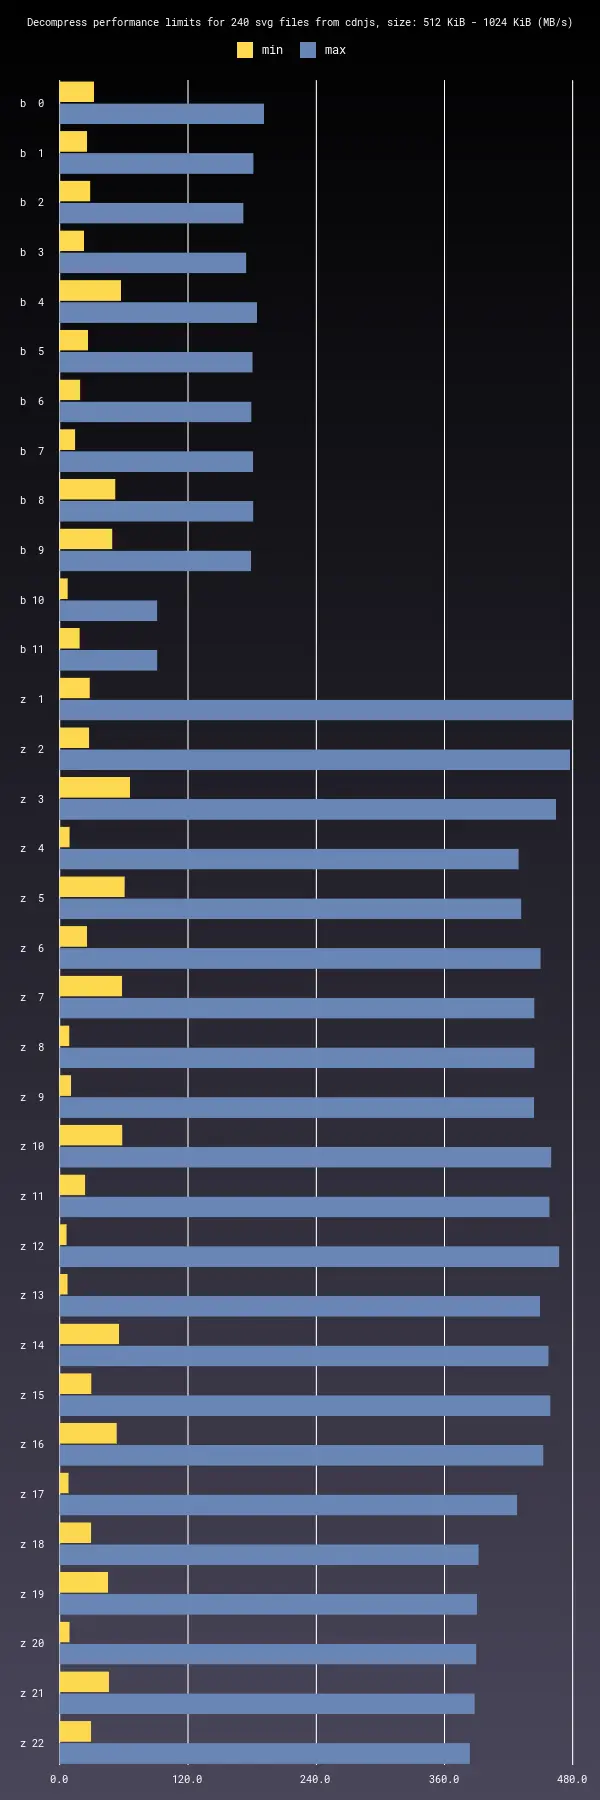 Decompress performance limits for 240 svg files from cdnjs, size: 512 KiB - 1024 KiB (MB/s)
min max
b 0
b 1
b 2
b 3
b 4
b 5
b 6
b 7
b 8
b 9
b 10
b 11
z 1
z 2
z 3
z 4
z 5
z 6
z 7
z 8
z 9
z 10
z 11
z 12
z 13
z 14
z 15
z 16
z 17
z 18
z 19
z 20
z 21
z 22
0.0 120.0 240.0 360.0 480.0